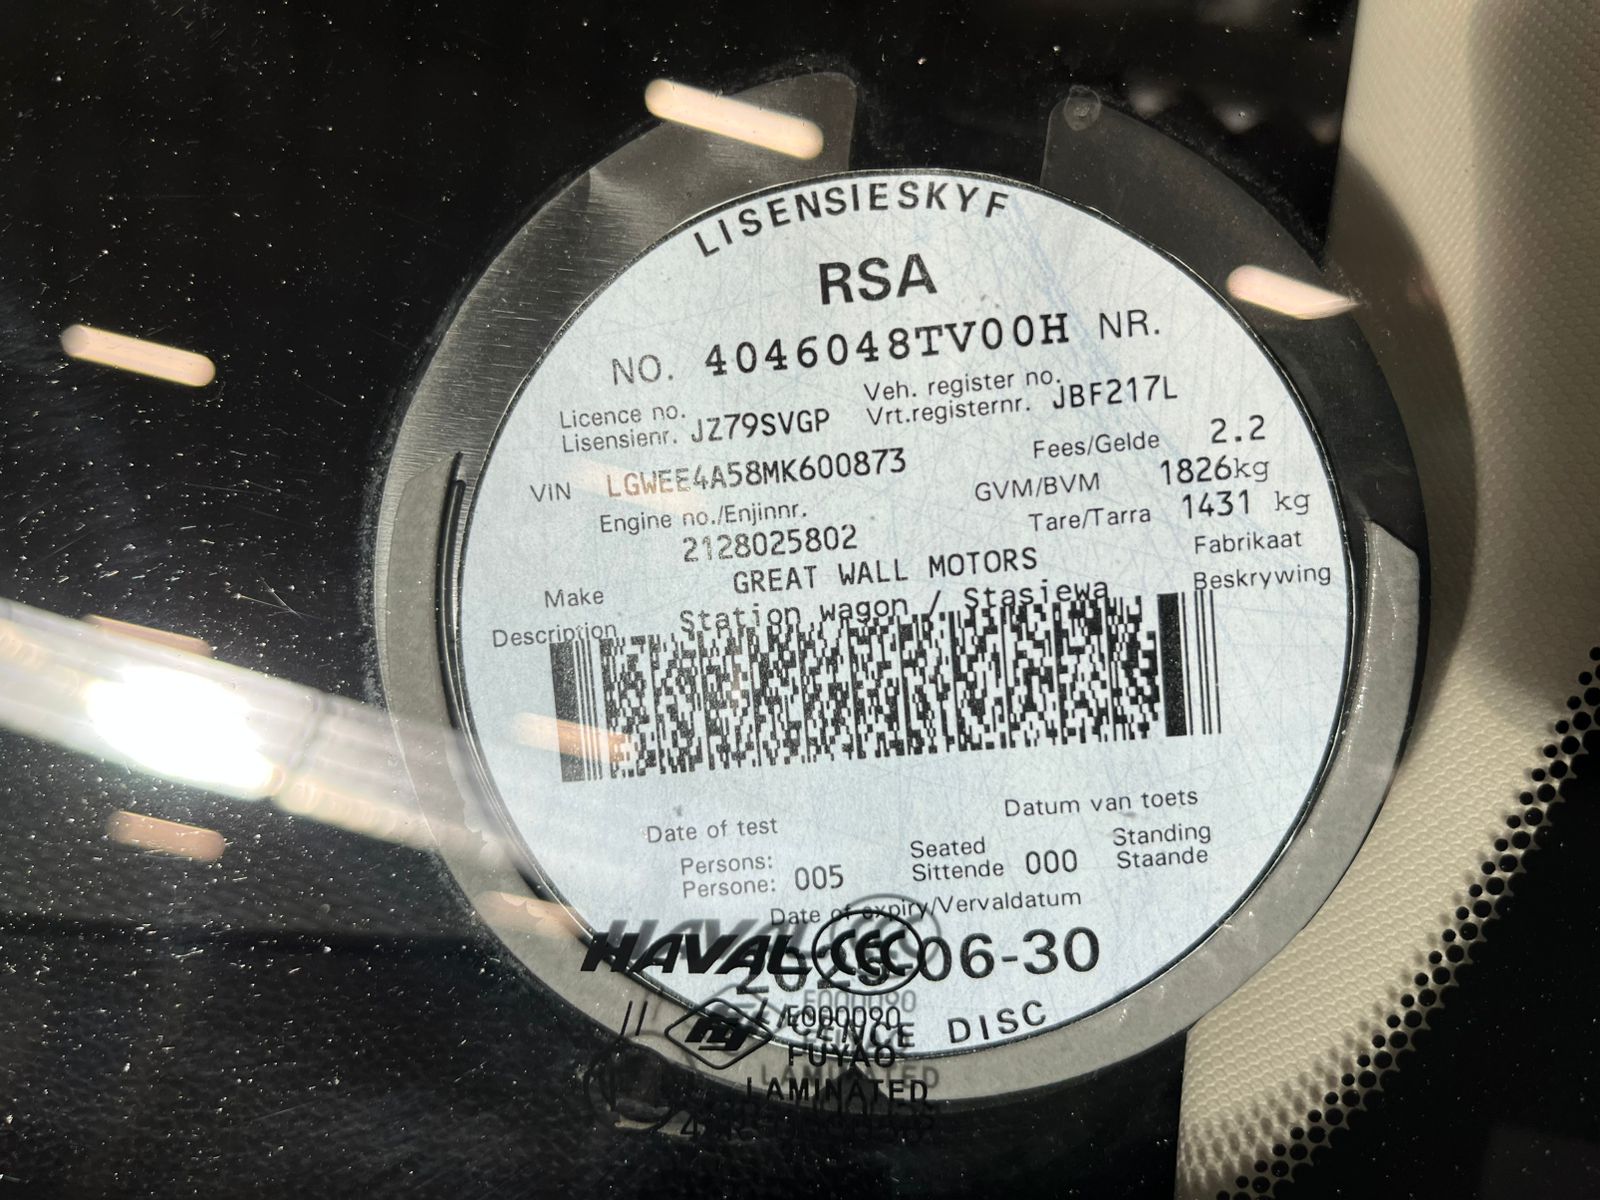 LISENSIESKYF
RSA
NO. 4046048TV00H NR.
Licence no. Veh. register no.
Lisensienr. JZ79SVGP Vrt.registernr. JBF217L
VIN LGWEE4A58MK600873 Fees/Gelde 2.2
Engine no./Enjinnr. GVM/BVM 1826kg
2128025802 Tare/Tarra 1431 kg
Make GREAT WALL MOTORS Fabrikaat
Description Station wagon / Stasiewa Beskrywing
Date of test Datum van toets
Persons: Seated Standing
Persone: 005 Sittende 000 Staande
Date of expiry/Vervaldatum
06-30
HAVAL CCC
E000090
DISC
FUYAO
LAMINATED